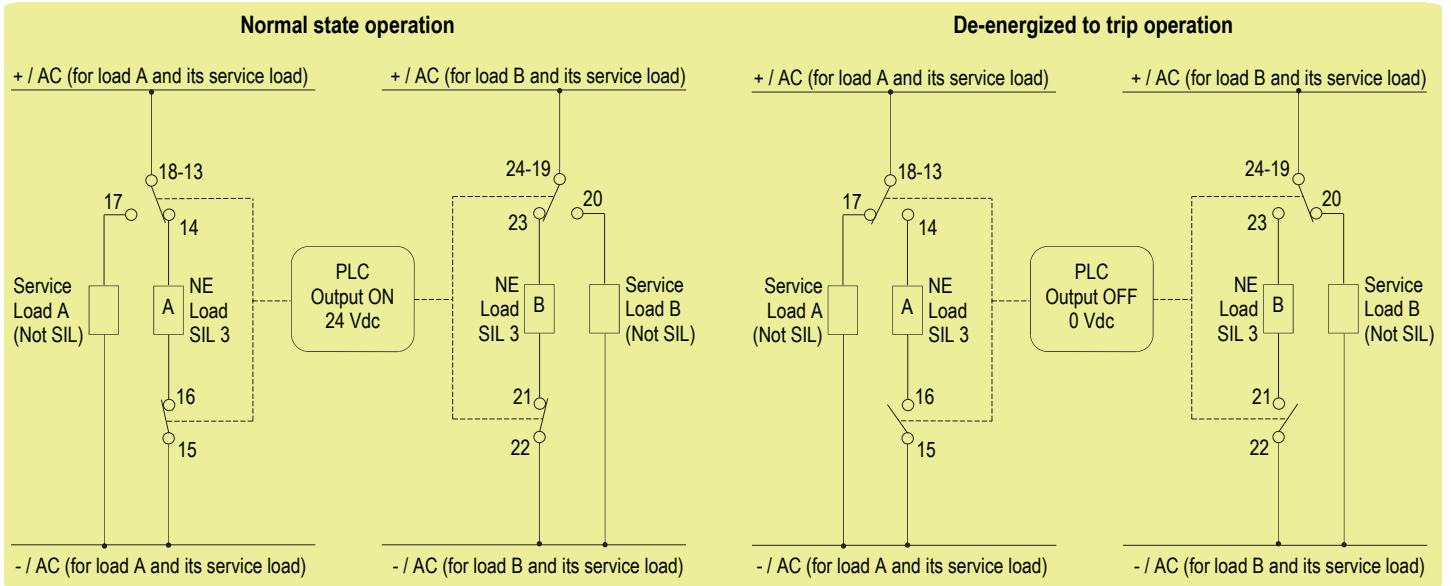 Normal state operation
De-energized to trip operation
+ / AC (for load A and its service load)
+ / AC (for load B and its service load)
+ / AC (for load A and its service load)
+ / AC (for load B and its service load)
18-13
17
14
Service
Load A
(Not SIL)
A
NE
Load
SIL 3
16
15
PLC
Output ON
24 Vdc
24-19
20
23
NE
Load
SIL 3
B
Service
Load B
(Not SIL)
21
22
18-13
17
14
Service
Load A
(Not SIL)
A
NE
Load
SIL 3
16
15
PLC
Output OFF
0 Vdc
24-19
20
23
NE
Load
SIL 3
B
Service
Load B
(Not SIL)
21
22
- / AC (for load A and its service load)
- / AC (for load B and its service load)
- / AC (for load A and its service load)
- / AC (for load B and its service load)